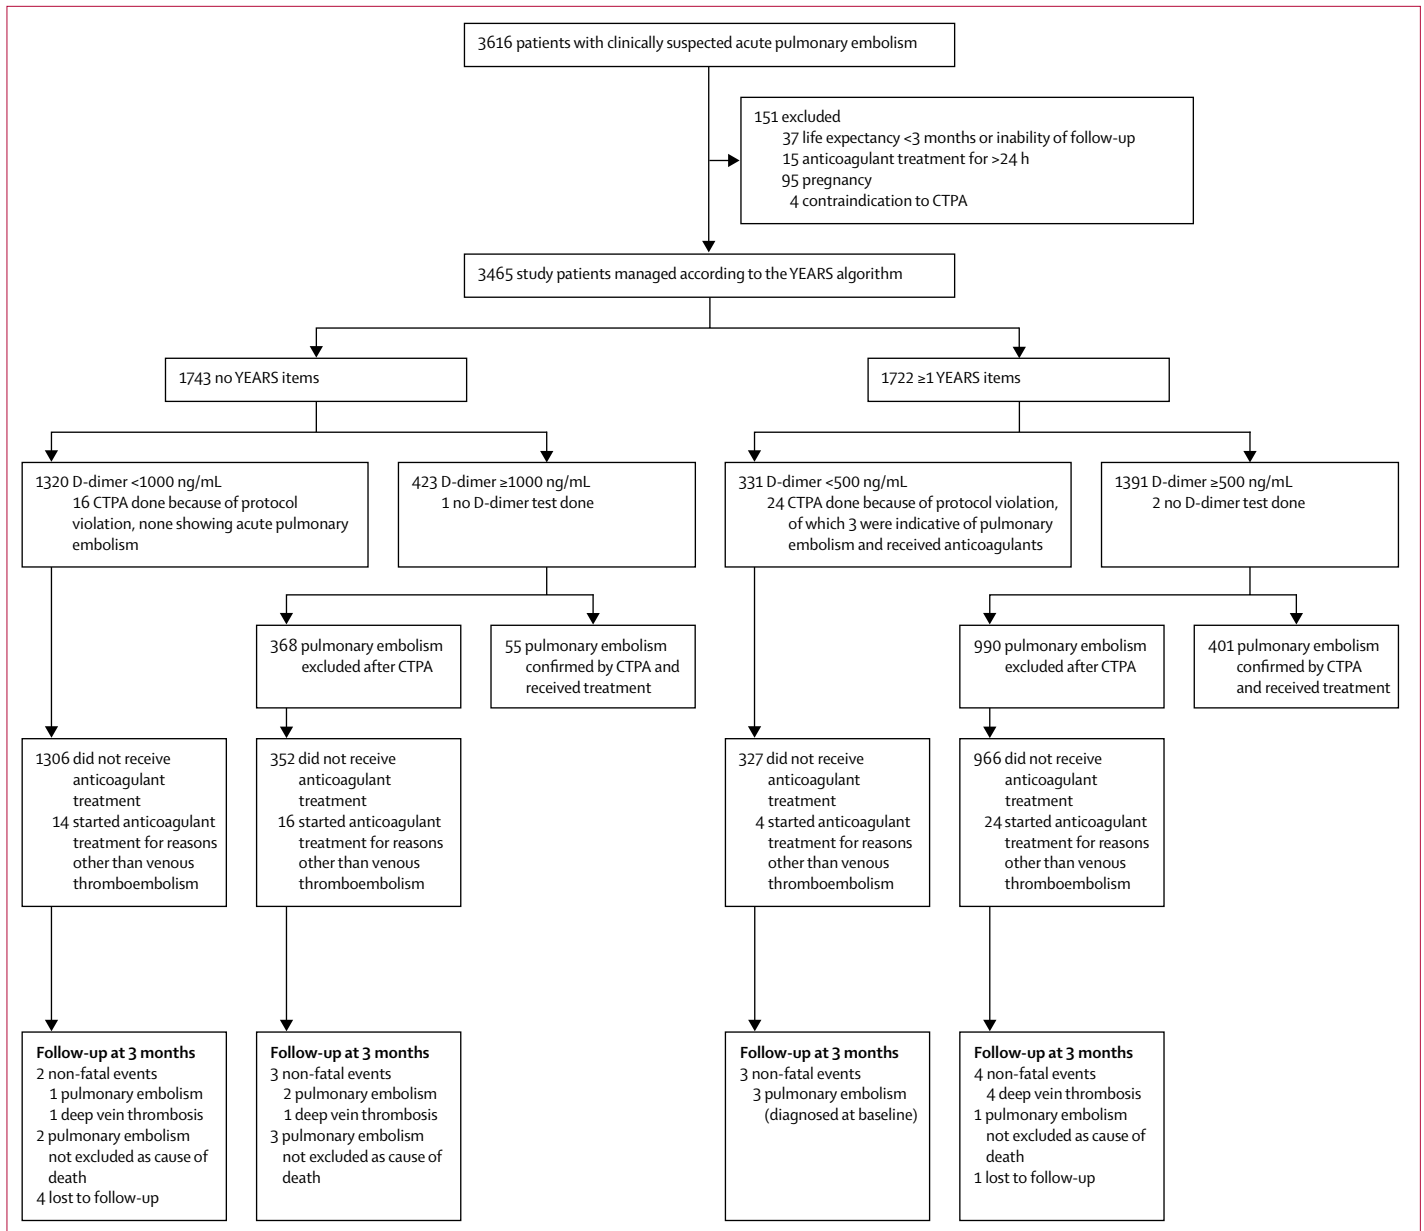 3616 patients with clinically suspected acute pulmonary embolism
151 excluded
37 life expectancy <3 months or inability of follow-up
15 anticoagulant treatment for >24 h
95 pregnancy
4 contraindication to CTPA
3465 study patients managed according to the YEARS algorithm
1743 no YEARS items
1722 ≥1 YEARS items
1320 D-dimer <1000 ng/mL
16 CTPA done because of protocol
violation, none showing acute pulmonary
embolism
423 D-dimer ≥1000 ng/mL
1 no D-dimer test done
331 D-dimer <500 ng/mL
24 CTPA done because of protocol violation,
of which 3 were indicative of pulmonary
embolism and received anticoagulants
1391 D-dimer ≥500 ng/mL
2 no D-dimer test done
368 pulmonary embolism
excluded after CTPA
55 pulmonary embolism
confirmed by CTPA and
received treatment
990 pulmonary embolism
excluded after CTPA
401 pulmonary embolism
confirmed by CTPA
and received treatment
1306 did not receive
anticoagulant
treatment
14 started anticoagulant
treatment for reasons
other than venous
thromboembolism
352 did not receive
anticoagulant
treatment
16 started anticoagulant
treatment for reasons
other than venous
thromboembolism
327 did not receive
anticoagulant
treatment
4 started anticoagulant
treatment for reasons
other than venous
thromboembolism
966 did not receive
anticoagulant
treatment
24 started anticoagulant
treatment for reasons
other than venous
thromboembolism
Follow-up at 3 months
2 non-fatal events
1 pulmonary embolism
1 deep vein thrombosis
2 pulmonary embolism
not excluded as cause of
death
4 lost to follow-up
Follow-up at 3 months
3 non-fatal events
2 pulmonary embolism
1 deep vein thrombosis
3 pulmonary embolism
not excluded as cause of
death
Follow-up at 3 months
3 non-fatal events
3 pulmonary embolism
(diagnosed at baseline)
Follow-up at 3 months
4 non-fatal events
4 deep vein thrombosis
1 pulmonary embolism
not excluded as cause of
death
1 lost to follow-up